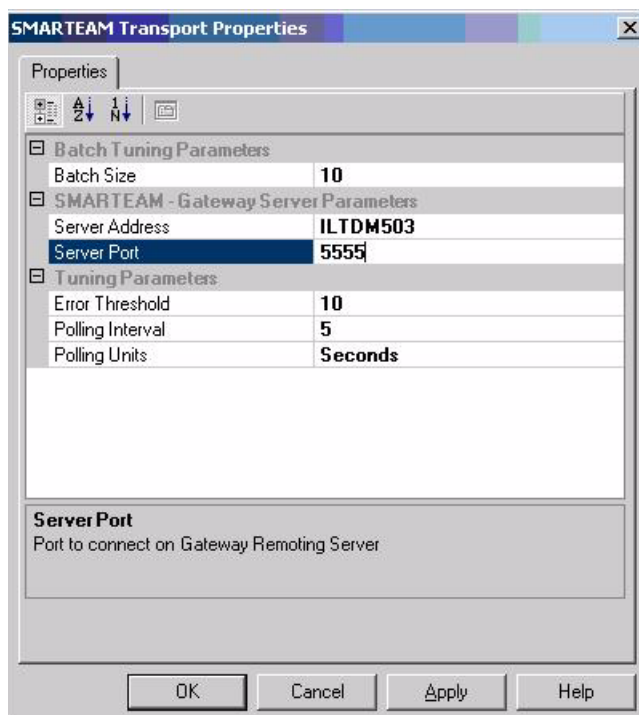 SMARTEAM Transport Properties
Properties
Batch Tuning Parameters
Batch Size 10
SMARTEAM - Gateway Server Parameters
Server Address ILTDM503
Server Port 5555
Tuning Parameters
Error Threshold 10
Polling Interval 5
Polling Units Seconds
Server Port
Port to connect on Gateway Remoting Server
OK Cancel Apply Help